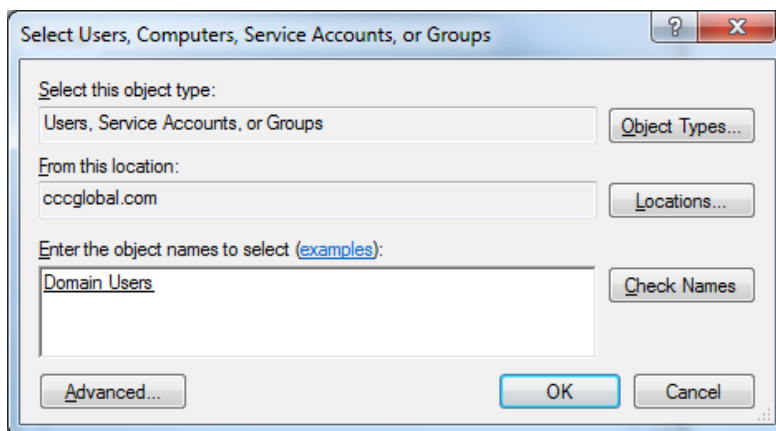 Select Users, Computers, Service Accounts, or Groups
Select this object type:
Users, Service Accounts, or Groups
Object Types...
From this location:
cccglobal.com
Locations...
Enter the object names to select (examples):
Domain Users
Check Names
Advanced...
OK
Cancel